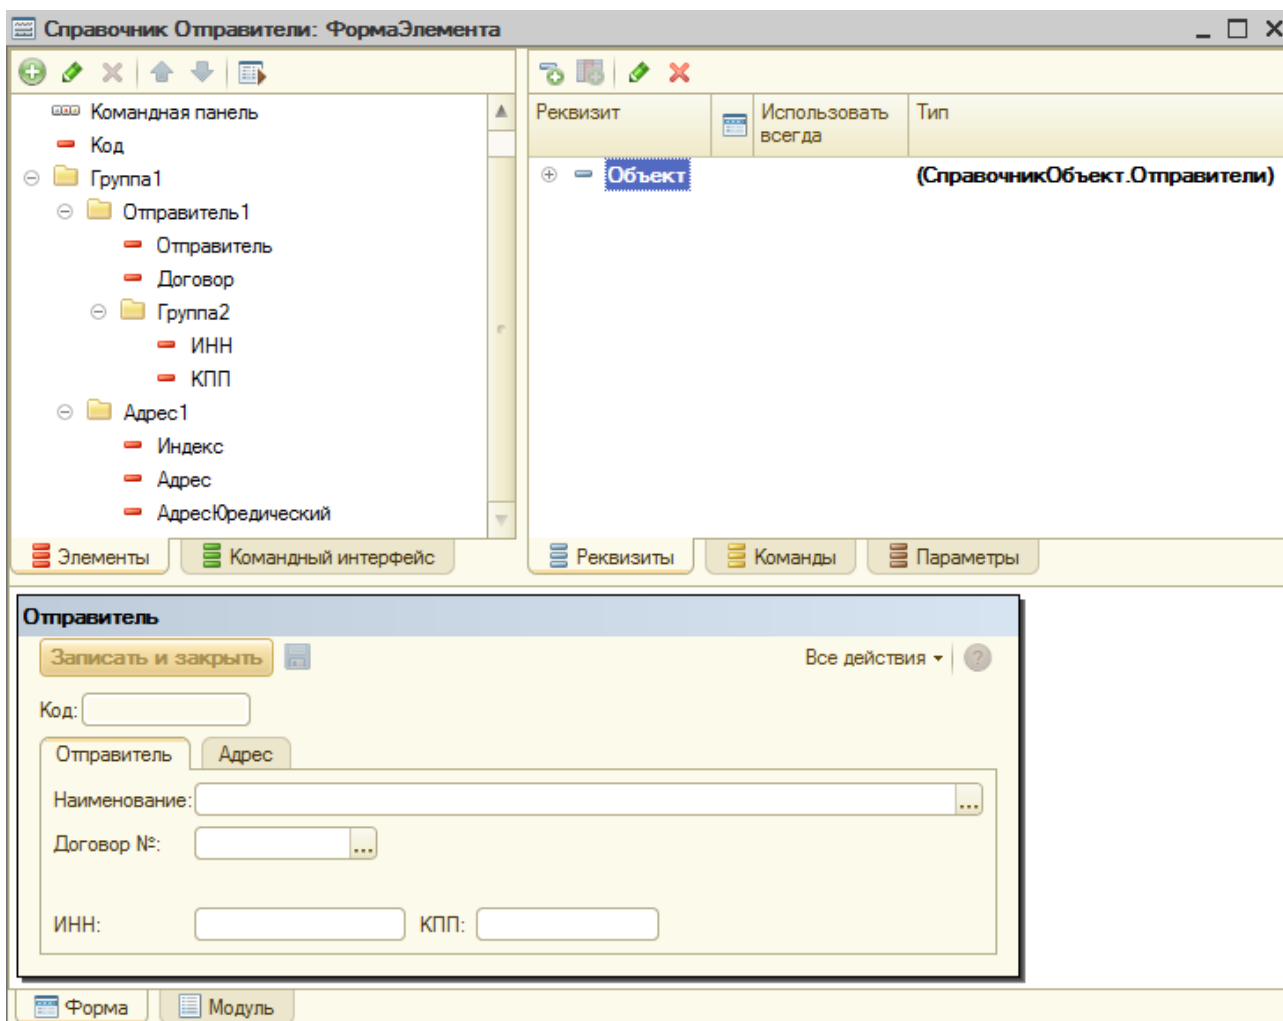 Справочник Отправители: ФормаЭлемента
Командная панель
Код
Группа1
Отправитель1
Отправитель
Договор
Группа2
ИНН
КПП
Адрес1
Индекс
Адрес
АдресЮредический
Элементы Командный интерфейс
Реквизит Использовать всегда Тип
Объект (СправочникОбъект.Отправители)
Реквизиты Команды Параметры
Отправитель
Записать и закрыть Все действия
Код:
Отправитель Адрес
Наименование: ...
Договор №: ...
ИНН: КПП:
Форма Модуль